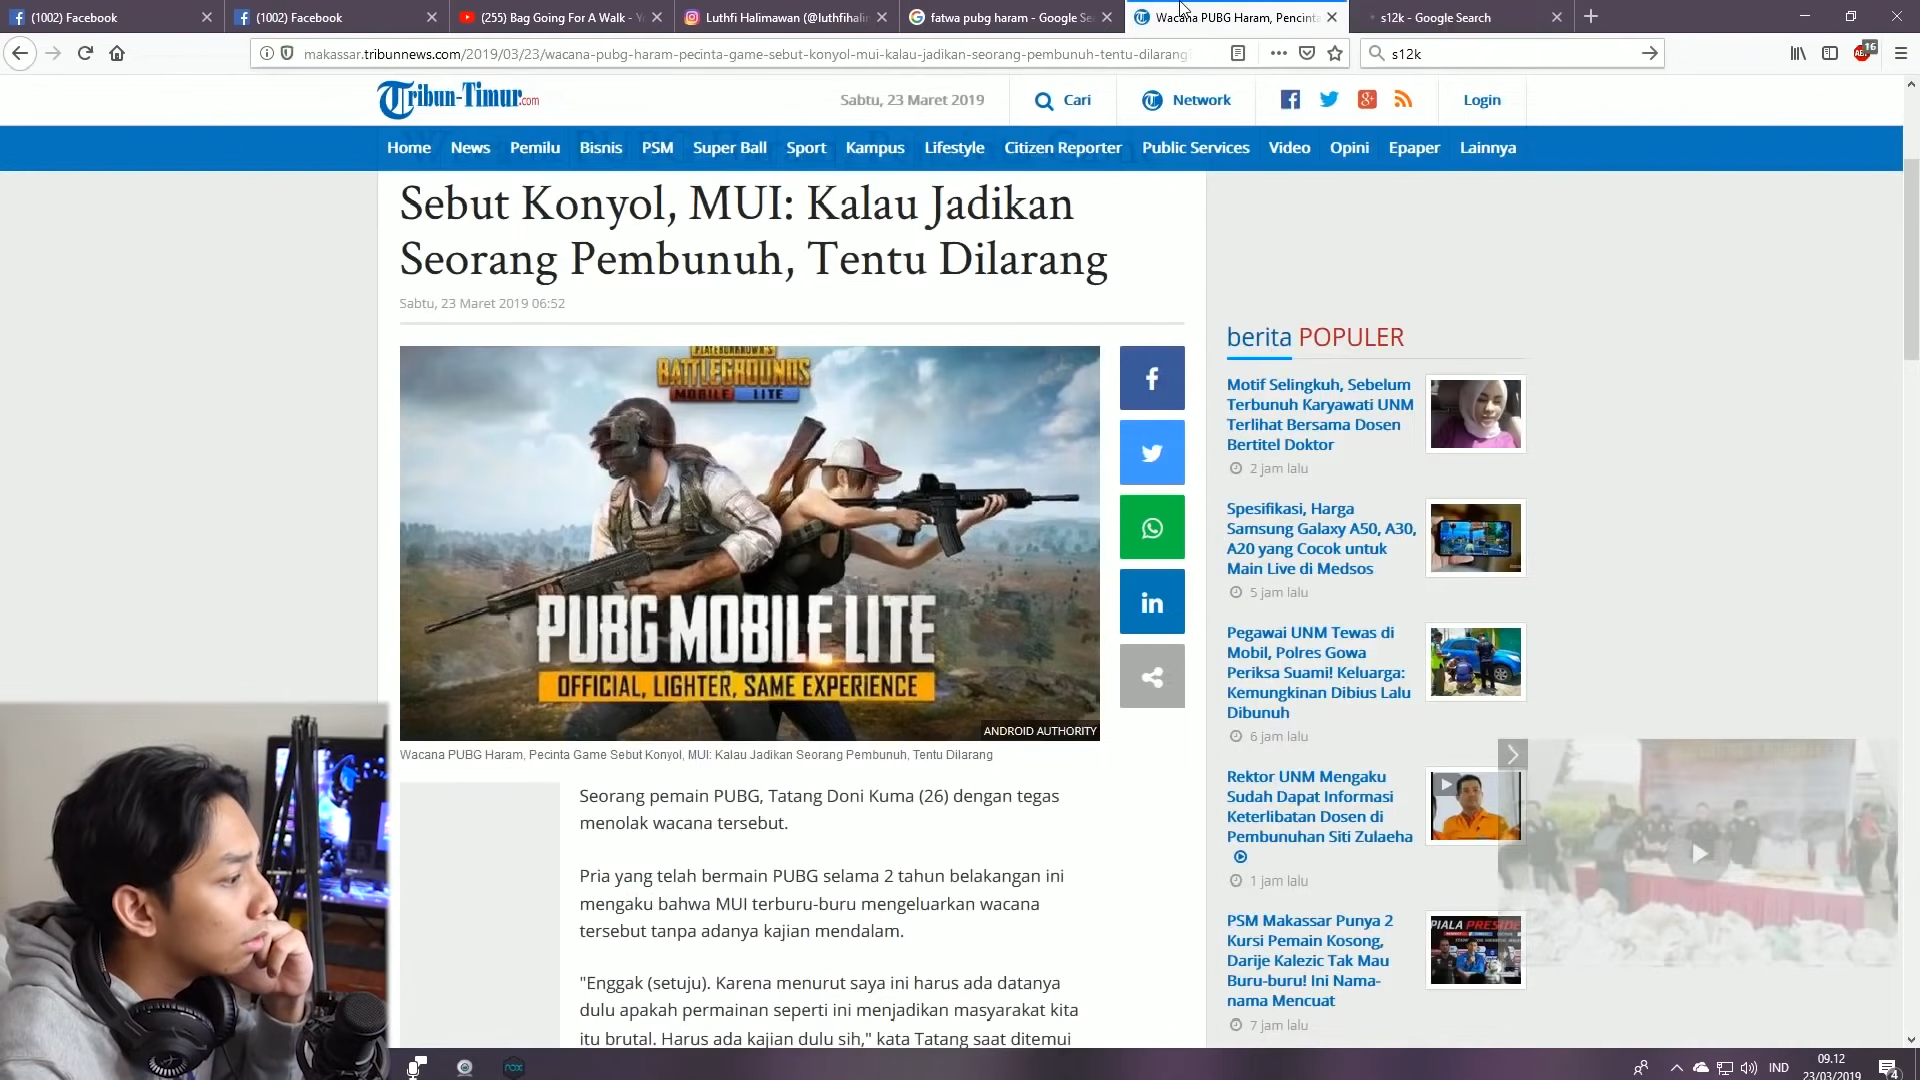 (1002) Facebook
(1002) Facebook
(255) Bag Going For A Walk - Y
Luthfi Halimawan (@luthfihalim
fatwa pubg haram - Google Se
Wacana PUBG Haram, Pencinta
s12k - Google Search
makassar.tribunnews.com/2019/03/23/wacana-pubg-haram-pecinta-game-sebut-konyol-mui-kalau-jadikan-seorang-pembunuh-tentu-dilarang
s12k
16
Tribun-Timur.com
Sabtu, 23 Maret 2019
Cari
Network
Login
Home News Pemilu Bisnis PSM Super Ball Sport Kampus Lifestyle Citizen Reporter Public Services Video Opini Epaper Lainnya
Sebut Konyol, MUI: Kalau Jadikan
Seorang Pembunuh, Tentu Dilarang
Sabtu, 23 Maret 2019 06:52
PLAYERUNKNOWN'S
BATTLEGROUNDS
MOBILE LITE
PUBG MOBILE LITE
OFFICIAL, LIGHTER, SAME EXPERIENCE
ANDROID AUTHORITY
Wacana PUBG Haram, Pecinta Game Sebut Konyol, MUI: Kalau Jadikan Seorang Pembunuh, Tentu Dilarang
Seorang pemain PUBG, Tatang Doni Kuma (26) dengan tegas
menolak wacana tersebut.
Pria yang telah bermain PUBG selama 2 tahun belakangan ini
mengaku bahwa MUI terburu-buru mengeluarkan wacana
tersebut tanpa adanya kajian mendalam.
"Enggak (setuju). Karena menurut saya ini harus ada datanya
dulu apakah permainan seperti ini menjadikan masyarakat kita
itu brutal. Harus ada kajian dulu sih," kata Tatang saat ditemui
berita POPULER
Motif Selingkuh, Sebelum
Terbunuh Karyawati UNM
Terlihat Bersama Dosen
Bertitel Doktor
2 jam lalu
Spesifikasi, Harga
Samsung Galaxy A50, A30,
A20 yang Cocok untuk
Main Live di Medsos
5 jam lalu
Pegawai UNM Tewas di
Mobil, Polres Gowa
Periksa Suami! Keluarga:
Kemungkinan Dibius Lalu
Dibunuh
6 jam lalu
Rektor UNM Mengaku
Sudah Dapat Informasi
Keterlibatan Dosen di
Pembunuhan Siti Zulaeha
1 jam lalu
PSM Makassar Punya 2
Kursi Pemain Kosong,
Darije Kalezic Tak Mau
Buru-buru! Ini Nama-
nama Mencuat
7 jam lalu
PIALA PRESIDE
IND
09.12
23/03/2019
4